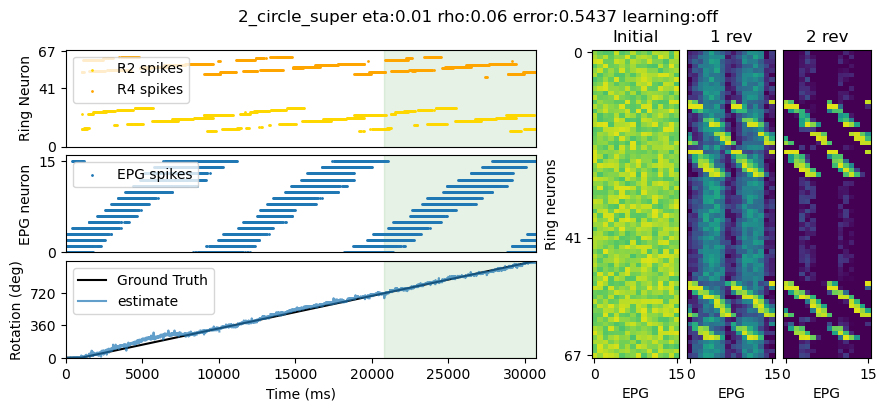 2_circle_super eta:0.01 rho:0.06 error:0.5437 learning:off
Ring Neuron
67
41
0
R2 spikes
R4 spikes
EPG neuron
15
0
EPG spikes
Rotation (deg)
720
360
0
Ground Truth
estimate
0 5000 10000 15000 20000 25000 30000
Time (ms)
Initial 1 rev 2 rev
Ring neurons
0
41
67
0 15 0 15 0 15
EPG EPG EPG